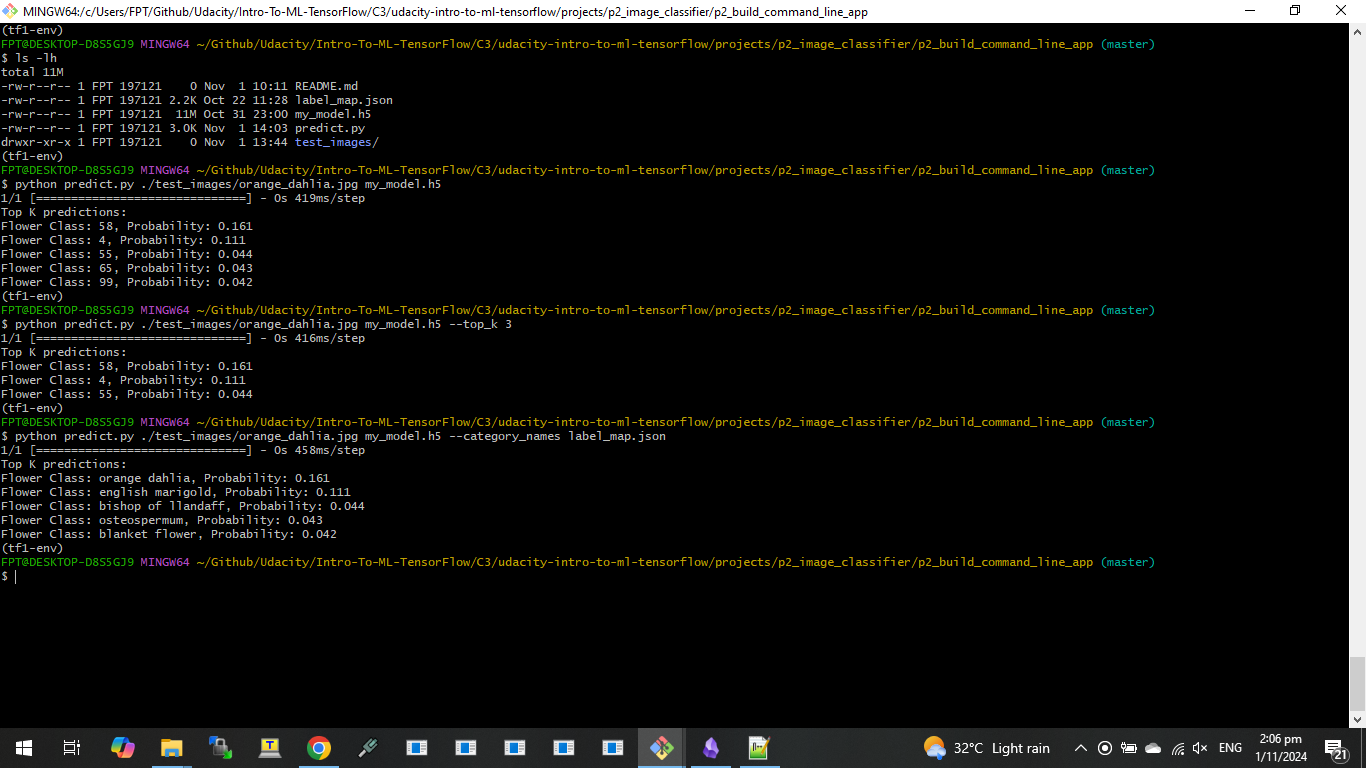 MINGW64:/c/Users/FPT/Github/Udacity/Intro-To-ML-TensorFlow/C3/udacity-intro-to-ml-tensorflow/projects/p2_image_classifier/p2_build_command_line_app
(tf1-env)
FPT@DESKTOP-D8S5GJ9 MINGW64 ~/Github/Udacity/Intro-To-ML-TensorFlow/C3/udacity-intro-to-ml-tensorflow/projects/p2_image_classifier/p2_build_command_line_app (master)
$ ls -lh
total 11M
-rw-r--r-- 1 FPT 197121    0 Nov  1 10:11 README.md
-rw-r--r-- 1 FPT 197121 2.2K Oct 22 11:28 label_map.json
-rw-r--r-- 1 FPT 197121  11M Oct 31 23:00 my_model.h5
-rw-r--r-- 1 FPT 197121 3.0K Nov  1 14:03 predict.py
drwxr-xr-x 1 FPT 197121    0 Nov  1 13:44 test_images/
(tf1-env)
FPT@DESKTOP-D8S5GJ9 MINGW64 ~/Github/Udacity/Intro-To-ML-TensorFlow/C3/udacity-intro-to-ml-tensorflow/projects/p2_image_classifier/p2_build_command_line_app (master)
$ python predict.py ./test_images/orange_dahlia.jpg my_model.h5
1/1 [==============================] - 0s 419ms/step
Top K predictions:
Flower Class: 58, Probability: 0.161
Flower Class: 4, Probability: 0.111
Flower Class: 55, Probability: 0.044
Flower Class: 65, Probability: 0.043
Flower Class: 99, Probability: 0.042
(tf1-env)
FPT@DESKTOP-D8S5GJ9 MINGW64 ~/Github/Udacity/Intro-To-ML-TensorFlow/C3/udacity-intro-to-ml-tensorflow/projects/p2_image_classifier/p2_build_command_line_app (master)
$ python predict.py ./test_images/orange_dahlia.jpg my_model.h5 --top_k 3
1/1 [==============================] - 0s 416ms/step
Top K predictions:
Flower Class: 58, Probability: 0.161
Flower Class: 4, Probability: 0.111
Flower Class: 55, Probability: 0.044
(tf1-env)
FPT@DESKTOP-D8S5GJ9 MINGW64 ~/Github/Udacity/Intro-To-ML-TensorFlow/C3/udacity-intro-to-ml-tensorflow/projects/p2_image_classifier/p2_build_command_line_app (master)
$ python predict.py ./test_images/orange_dahlia.jpg my_model.h5 --category_names label_map.json
1/1 [==============================] - 0s 458ms/step
Top K predictions:
Flower Class: orange dahlia, Probability: 0.161
Flower Class: english marigold, Probability: 0.111
Flower Class: bishop of llandaff, Probability: 0.044
Flower Class: osteospermum, Probability: 0.043
Flower Class: blanket flower, Probability: 0.042
(tf1-env)
FPT@DESKTOP-D8S5GJ9 MINGW64 ~/Github/Udacity/Intro-To-ML-TensorFlow/C3/udacity-intro-to-ml-tensorflow/projects/p2_image_classifier/p2_build_command_line_app (master)
$
32°C Light rain ENG 2:06 pm
1/11/2024
21